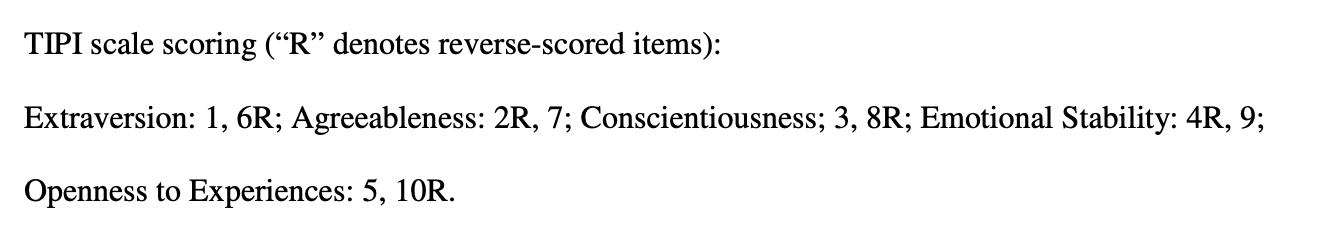 TIPI scale scoring (“R” denotes reverse-scored items):
Extraversion: 1, 6R; Agreeableness: 2R, 7; Conscientiousness; 3, 8R; Emotional Stability: 4R, 9;
Openness to Experiences: 5, 10R.